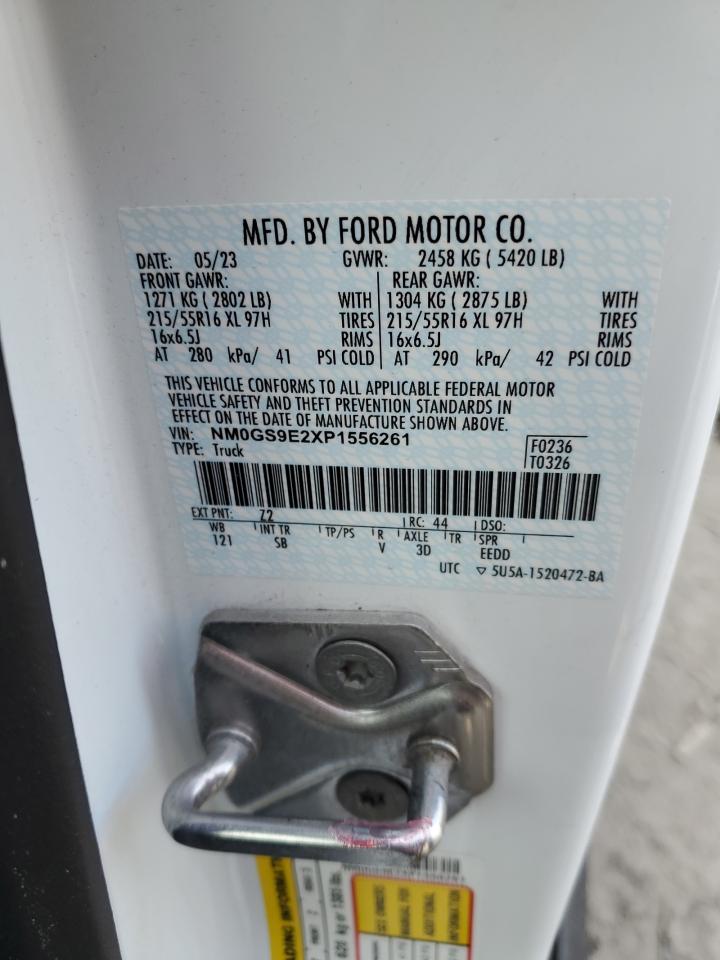 MFD. BY FORD MOTOR CO.
DATE: 05/23 GVWR: 2458 KG ( 5420 LB)
FRONT GAWR: REAR GAWR:
1271 KG ( 2802 LB) WITH 1304 KG ( 2875 LB) WITH
215/55R16 XL 97H TIRES 215/55R16 XL 97H TIRES
16x6.5J RIMS 16x6.5J RIMS
AT 280 kPa/ 41 PSI COLD AT 290 kPa/ 42 PSI COLD
THIS VEHICLE CONFORMS TO ALL APPLICABLE FEDERAL MOTOR
VEHICLE SAFETY AND THEFT PREVENTION STANDARDS IN
EFFECT ON THE DATE OF MANUFACTURE SHOWN ABOVE.
VIN: NM0GS9E2XP1556261 F0236
TYPE: Truck T0326
EXT PNT: Z2 RC: 44 DSO:
WB INT TR TP/PS R AXLE TR SPR
121 SB V 3D EEDD
UTC ▽ 5U5A-1520472-BA